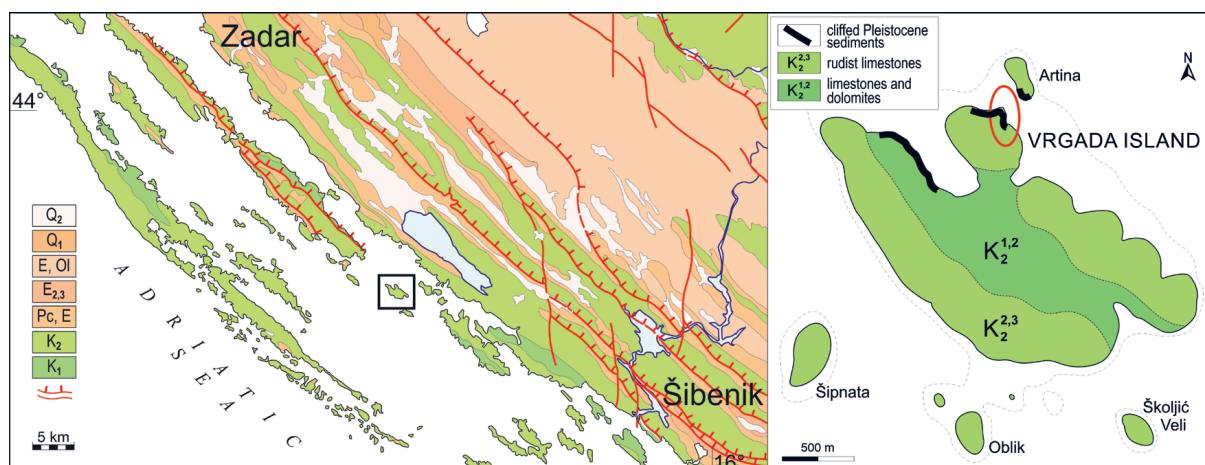 Zadar
44°
Q2
Q1
E, Ol
E2,3
Pc, E
K2
K1
5 km
ADRIATIC
SEA
Šibenik
16°
cliffed Pleistocene
sediments
K2 2,3 rudist limestones
K2 1,2 limestones and
dolomites
N
Artina
VRGADA ISLAND
K2 1,2
K2 2,3
Šipnata
Oblik
Školjić
Veli
500 m